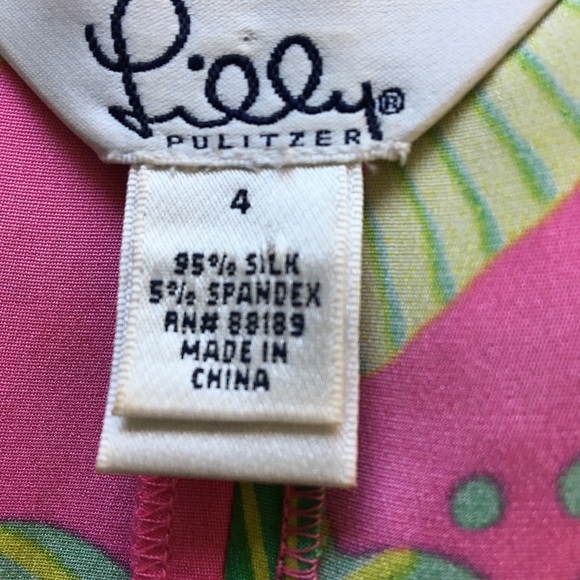 Lilly®
PULITZER
4
95% SILK
5% SPANDEX
RN# 88189
MADE IN
CHINA